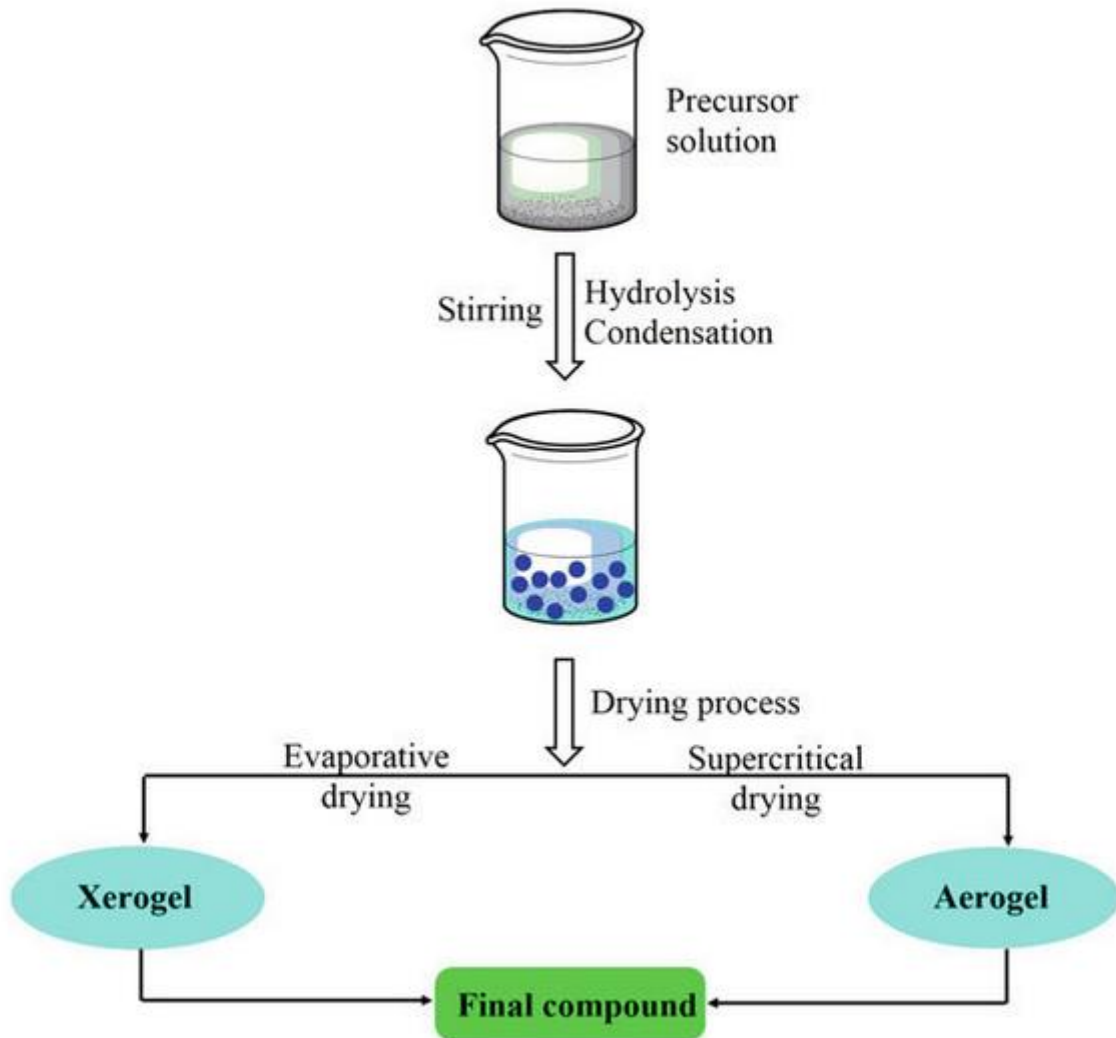 Precursor
solution
Stirring
Hydrolysis
Condensation
Drying process
Evaporative
drying
Supercritical
drying
Xerogel
Aerogel
Final compound